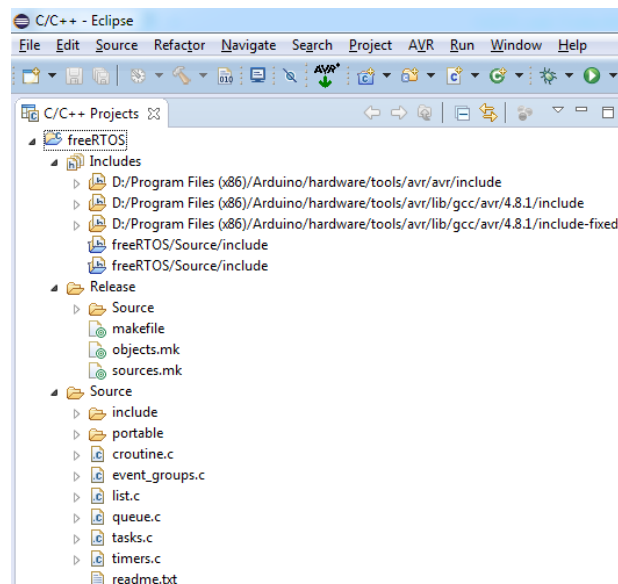 C/C++ - Eclipse
File Edit Source Refactor Navigate Search Project AVR Run Window Help
010 AVR*
C/C++ Projects
freeRTOS
Includes
D:/Program Files (x86)/Arduino/hardware/tools/avr/avr/include
D:/Program Files (x86)/Arduino/hardware/tools/avr/lib/gcc/avr/4.8.1/include
D:/Program Files (x86)/Arduino/hardware/tools/avr/lib/gcc/avr/4.8.1/include-fixed
freeRTOS/Source/include
freeRTOS/Source/include
Release
Source
makefile
objects.mk
sources.mk
Source
include
portable
croutine.c
event_groups.c
list.c
queue.c
tasks.c
timers.c
readme.txt